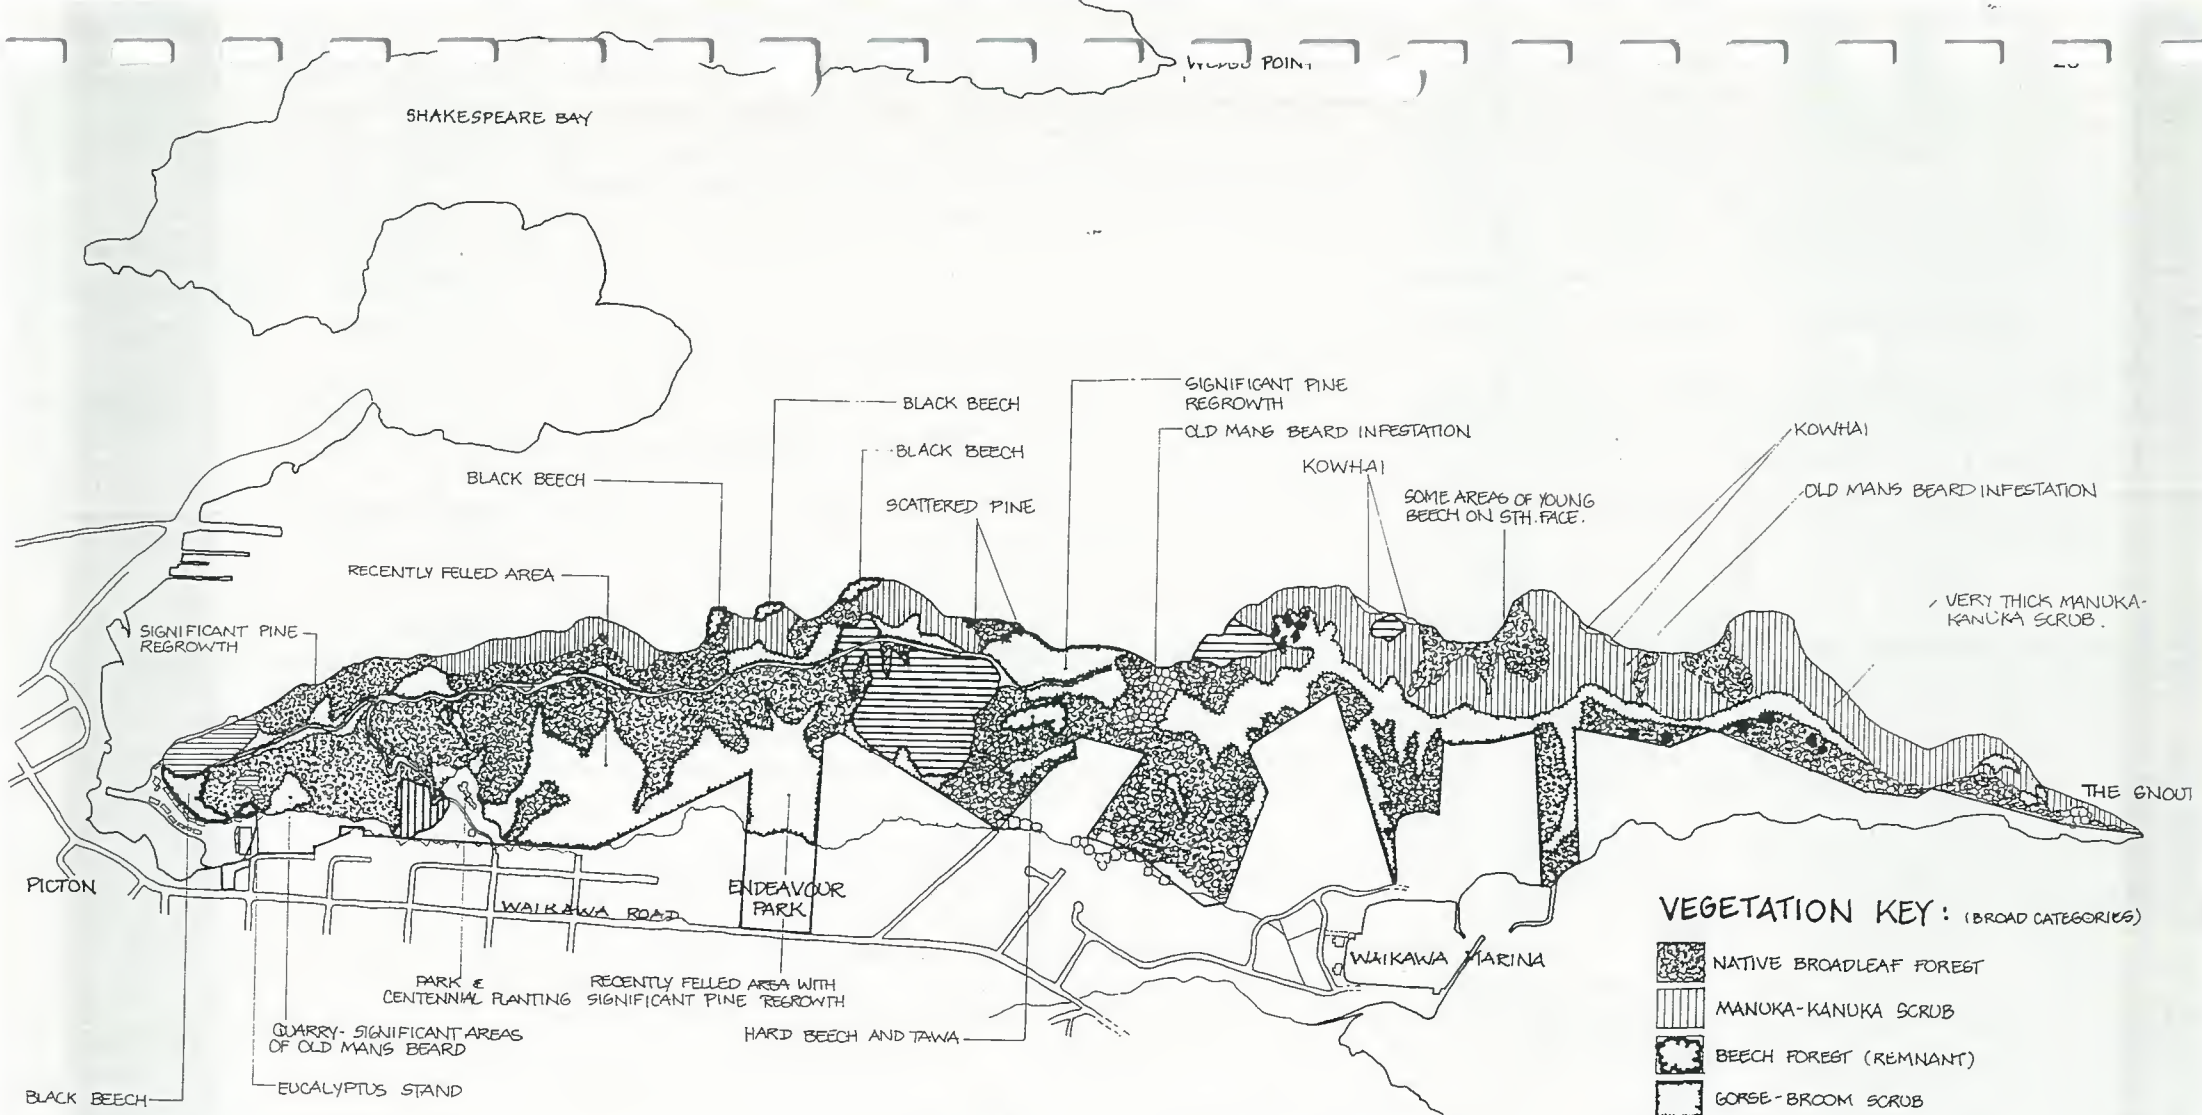 POINT
SHAKESPEARE BAY
SIGNIFICANT PINE
REGROWTH
BLACK BEECH
OLD MANS BEARD INFESTATION
KOWHAI
BLACK BEECH
KOWHAI
BLACK BEECH
SCATTERED PINE
SOME AREAS OF YOUNG
BEECH ON STH. FACE.
OLD MANS BEARD INFESTATION
RECENTLY FELLED AREA
VERY THICK MANUKA-
KANUKA SCRUB.
SIGNIFICANT PINE
REGROWTH
THE SNOUT
PICTON
WAIKAWA ROAD
ENDEAVOUR
PARK
WAIKAWA MARINA
PARK &
CENTENNIAL PLANTING
RECENTLY FELLED AREA WITH
SIGNIFICANT PINE REGROWTH
QUARRY- SIGNIFICANT AREAS
OF OLD MANS BEARD
HARD BEECH AND TAWA
EUCALYPTUS STAND
BLACK BEECH
VEGETATION KEY: (BROAD CATEGORIES)
NATIVE BROADLEAF FOREST
MANUKA-KANUKA SCRUB
BEECH FOREST (REMNANT)
GORSE-BROOM SCRUB